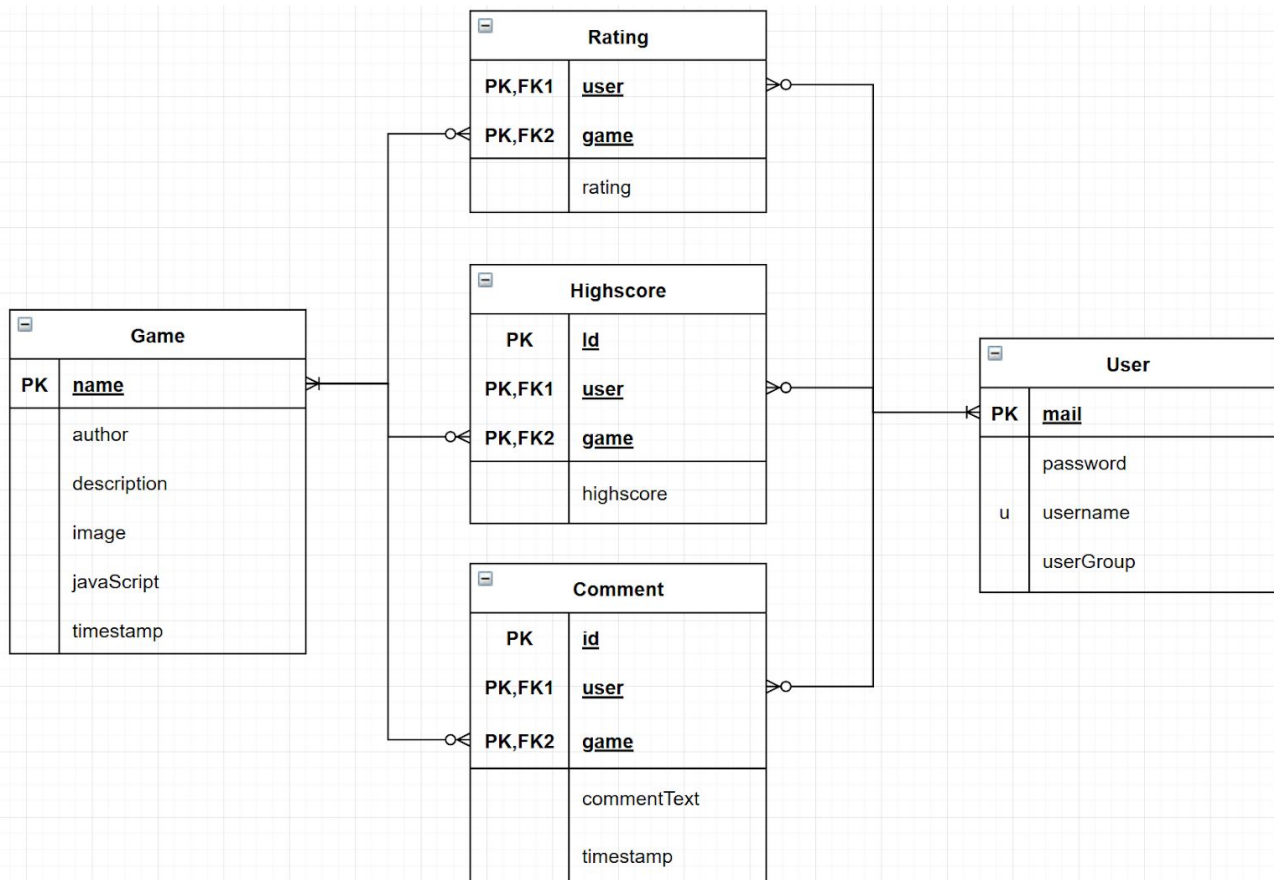 Rating
PK,FK1 user
PK,FK2 game
rating
Highscore
PK Id
PK,FK1 user
PK,FK2 game
highscore
Game
PK name
author
description
image
javaScript
timestamp
User
PK mail
password
u username
userGroup
Comment
PK id
PK,FK1 user
PK,FK2 game
commentText
timestamp